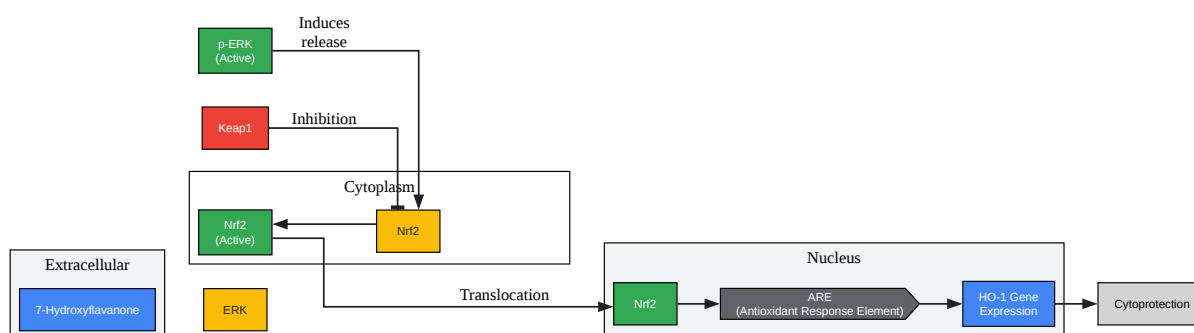 Induces
release
p-ERK
(Active)
Keap1
Inhibition
Cytoplasm
Nrf2
(Active)
Nrf2
Extracellular
7-Hydroxyflavanone
ERK
Translocation
Nucleus
Nrf2
ARE
(Antioxidant Response Element)
HO-1 Gene
Expression
Cytoprotection